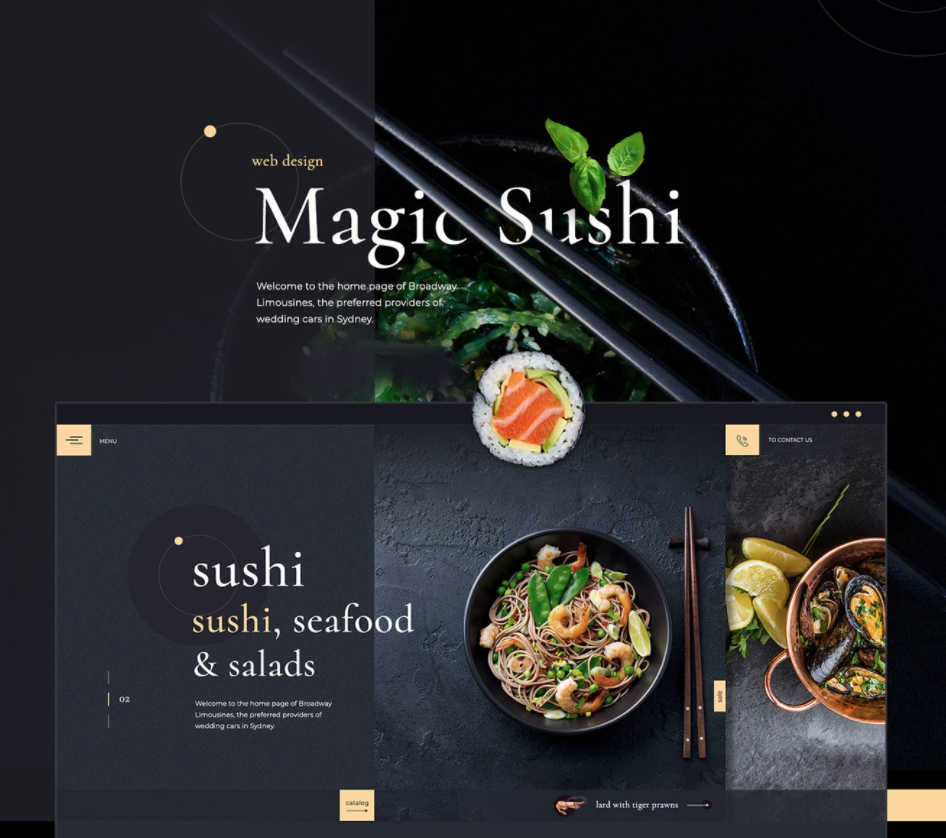 web design
Magic Sushi
Welcome to the home page of Broadway
Limousines, the preferred providers of
wedding cars in Sydney.
MENU
TO CONTACT US
sushi
sushi, seafood
& salads
02
Welcome to the home page of Broadway
Limousines, the preferred providers of
wedding cars in Sydney.
sale
catalog
lard with tiger prawns